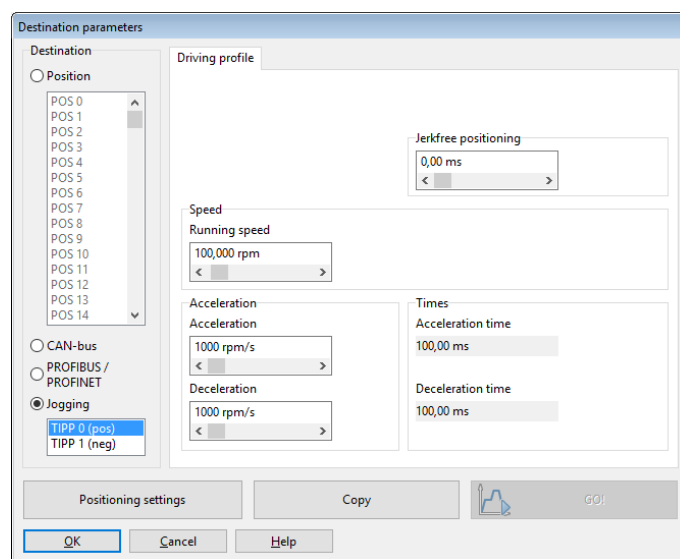 Destination parameters
Destination
Position
POS 0
POS 1
POS 2
POS 3
POS 4
POS 5
POS 6
POS 7
POS 8
POS 9
POS 10
POS 11
POS 12
POS 13
POS 14
CAN-bus
PROFIBUS /
PROFINET
Jogging
TIPP 0 (pos)
TIPP 1 (neg)
Driving profile
Jerkfree positioning
0,00 ms
Speed
Running speed
100,000 rpm
Acceleration
Acceleration
1000 rpm/s
Deceleration
1000 rpm/s
Times
Acceleration time
100,00 ms
Deceleration time
100,00 ms
Positioning settings
Copy
GO!
OK
Cancel
Help